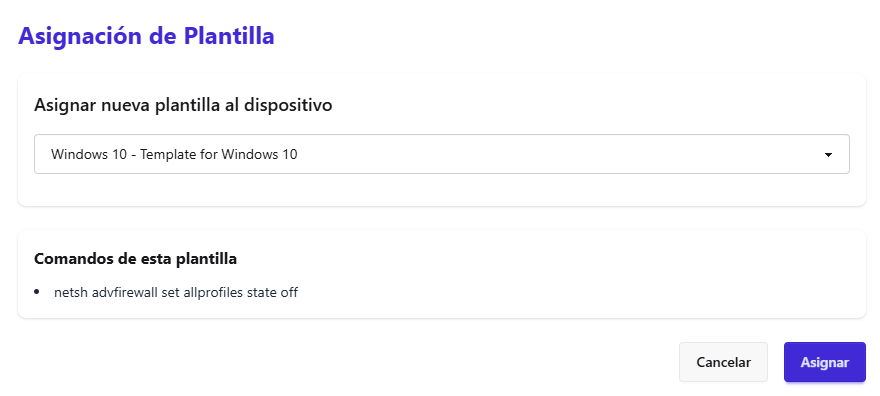 Asignación de Plantilla
Asignar nueva plantilla al dispositivo
Windows 10 - Template for Windows 10
Comandos de esta plantilla
• netsh advfirewall set allprofiles state off
Cancelar
Asignar